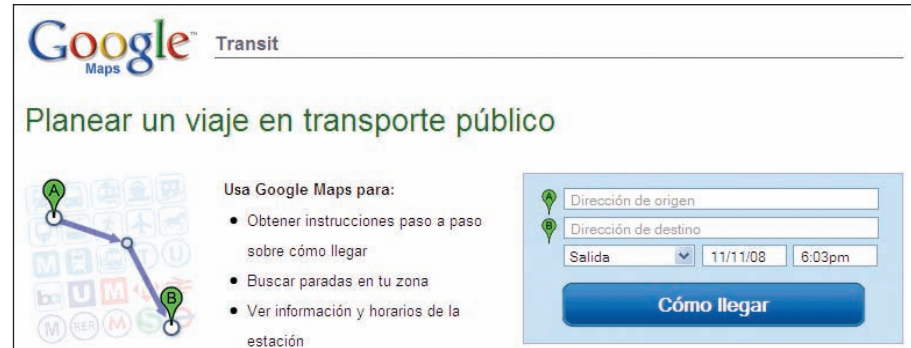 Google™ Transit
Maps
Planear un viaje en transporte público
A
B
Usa Google Maps para:
Obtener instrucciones paso a paso
sobre cómo llegar
Buscar paradas en tu zona
Ver información y horarios de la
estación
A Dirección de origen
B Dirección de destino
Salida 11/11/08 6:03pm
Cómo llegar
M T U
U M
M RER M